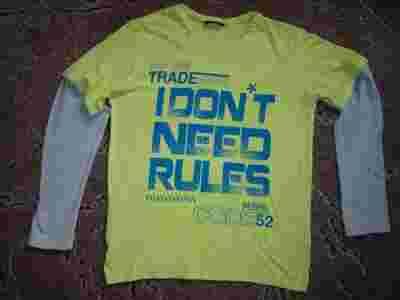 TRADE
I DON'T
NEED
RULES
52